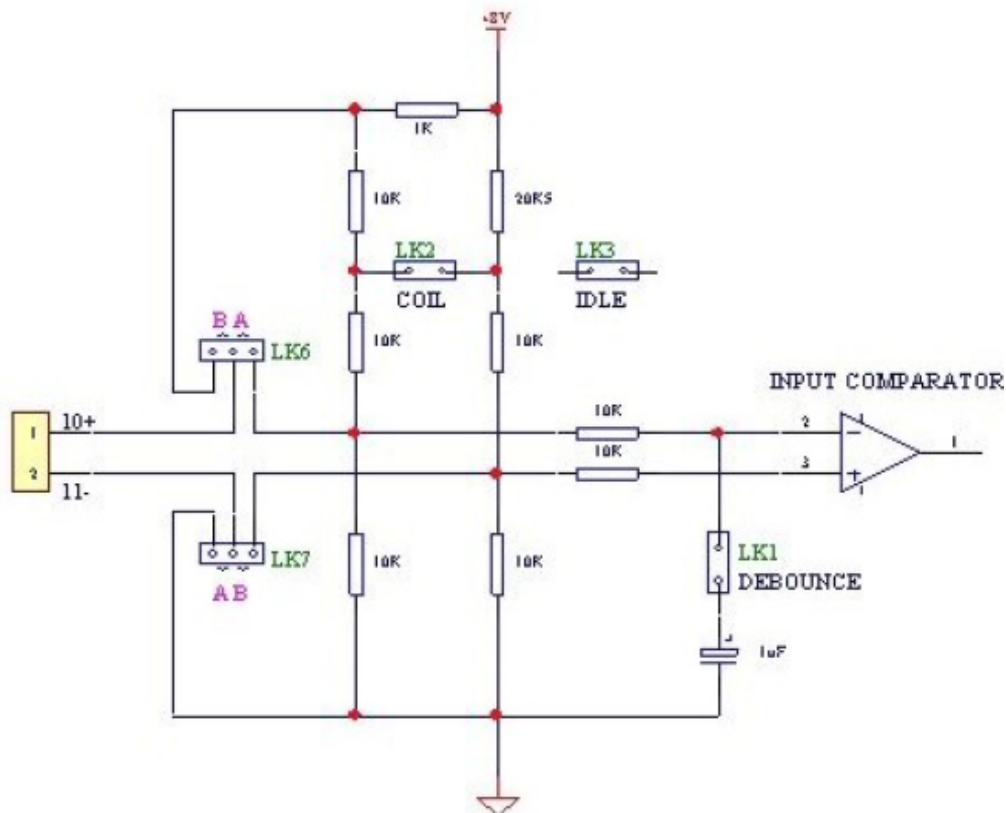 +8V
1K
10K
20K5
LK2
COIL
LK3
IDLE
10K
10K
B A
LK6
INPUT COMPARATOR
1
10+
10K
2
1
2
11-
10K
3
LK7
A B
10K
10K
LK1
DEBOUNCE
1uF